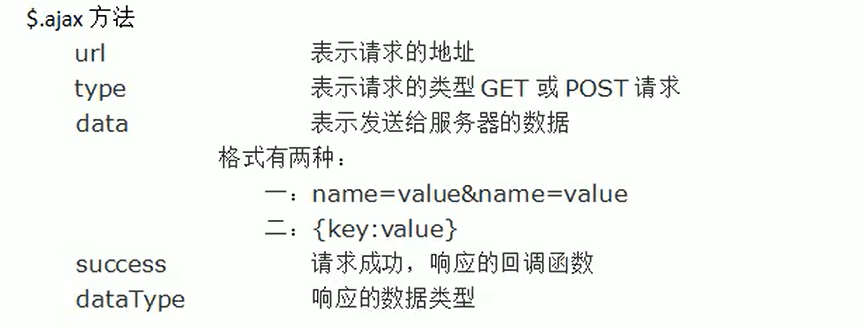 $.ajax 方法
url 表示请求的地址
type 表示请求的类型 GET 或 POST 请求
data 表示发送给服务器的数据
格式有两种：
一：name=value&name=value
二：{key:value}
success 请求成功，响应的回调函数
dataType 响应的数据类型